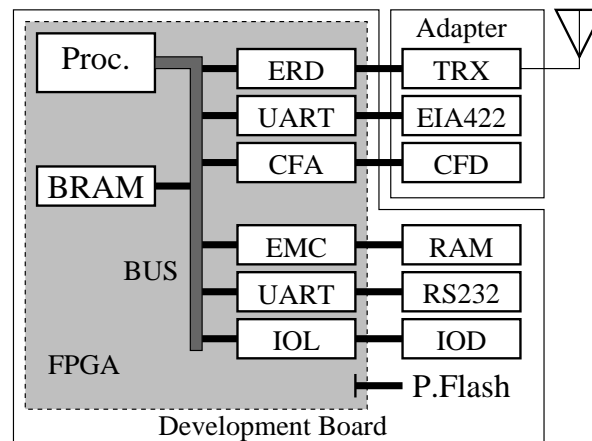 Adapter
Proc.
ERD
TRX
UART
EIA422
CFA
CFD
BRAM
EMC
RAM
BUS
UART
RS232
IOL
IOD
FPGA
P.Flash
Development Board